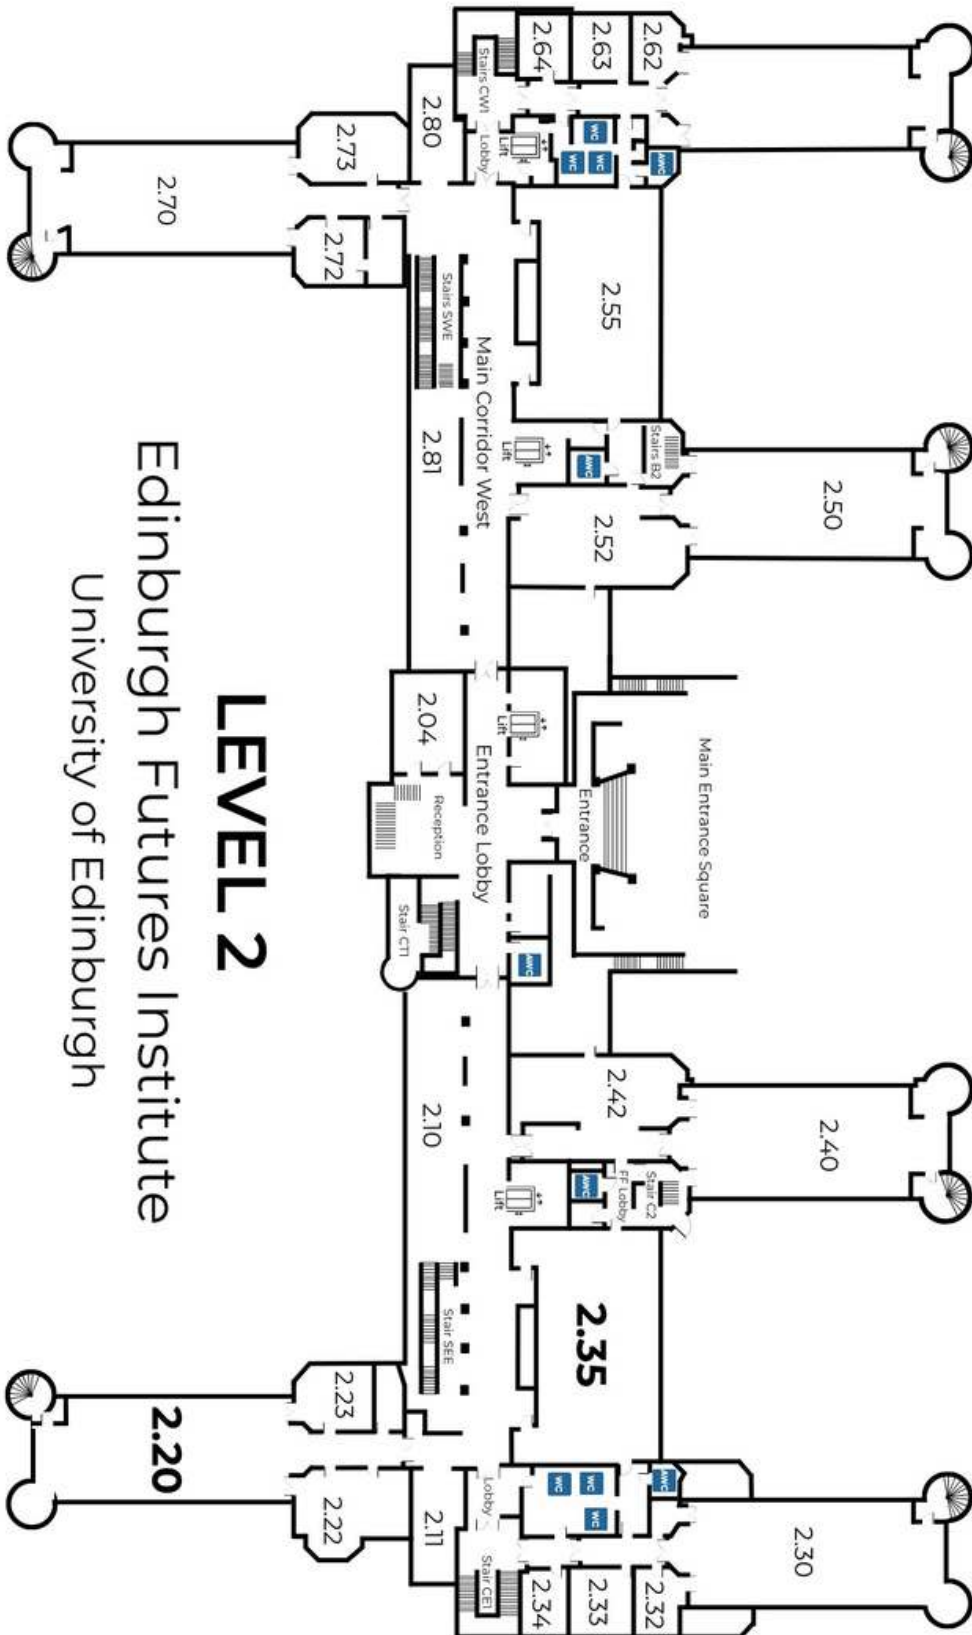 2.50
2.40
2.30
Main Entrance Square
2.62
AWC
Stairs B2
Stair C2
AWC
2.32
2.63
WC
WC
WC
2.55
AWC
2.52
Entrance
2.42
AWC
FF Lobby
2.35
WC
WC
WC
2.33
2.64
Lift
Lift
Lift
AWC
Lift
2.34
Stairs CW1
Lobby
Main Corridor West
Entrance Lobby
Lobby
Stair CE1
2.80
Stairs SWE
2.81
2.04
Reception
Stair CT1
2.10
Stair SEE
2.11
2.73
2.72
2.23
2.22
2.70
2.20
LEVEL 2
Edinburgh Futures Institute
University of Edinburgh